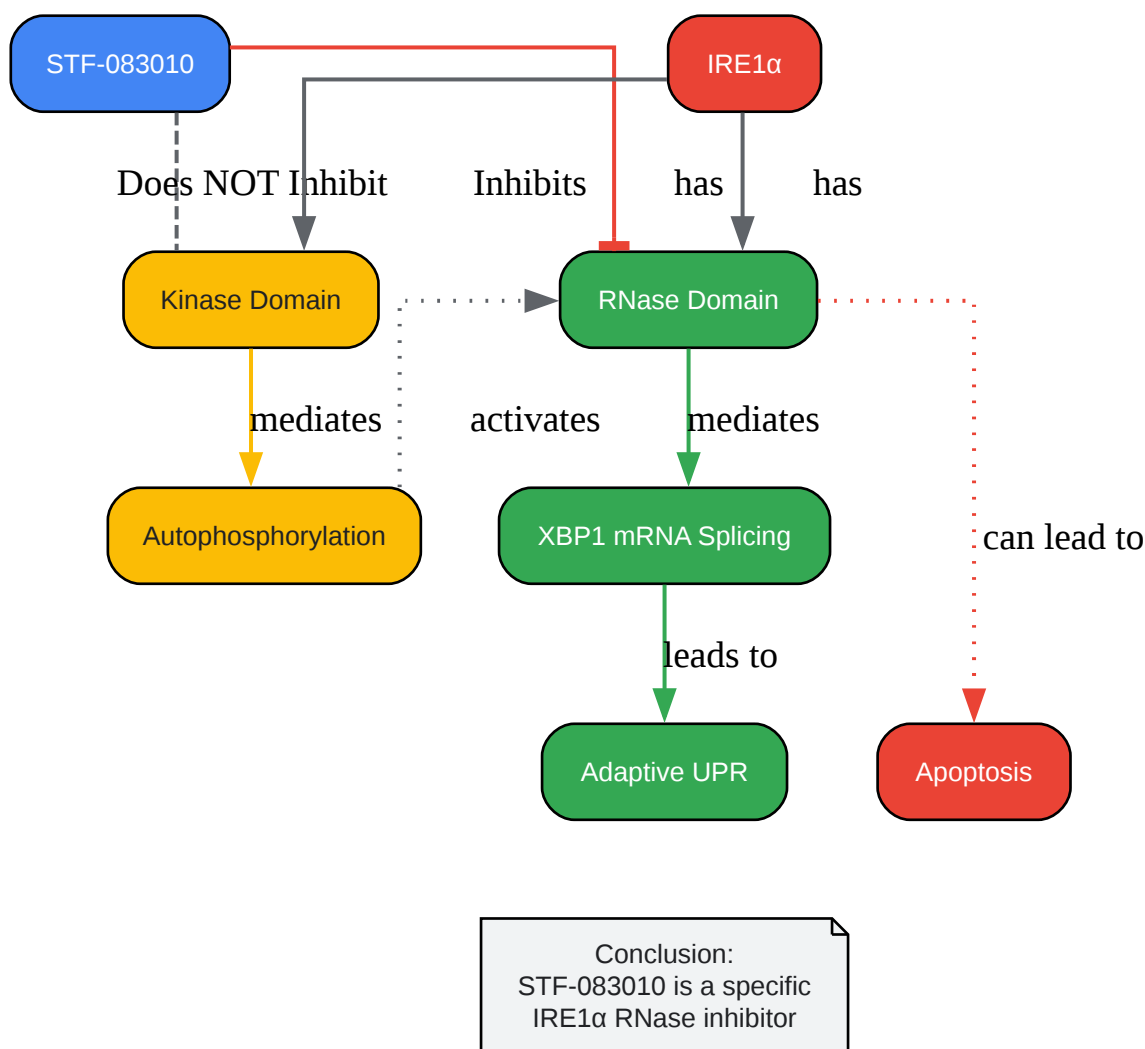 STF-083010
IRE1α
Does NOT Inhibit
Inhibits
has
has
Kinase Domain
RNase Domain
mediates
activates
mediates
Autophosphorylation
XBP1 mRNA Splicing
can lead to
leads to
Adaptive UPR
Apoptosis
Conclusion:
STF-083010 is a specific
IRE1α RNase inhibitor